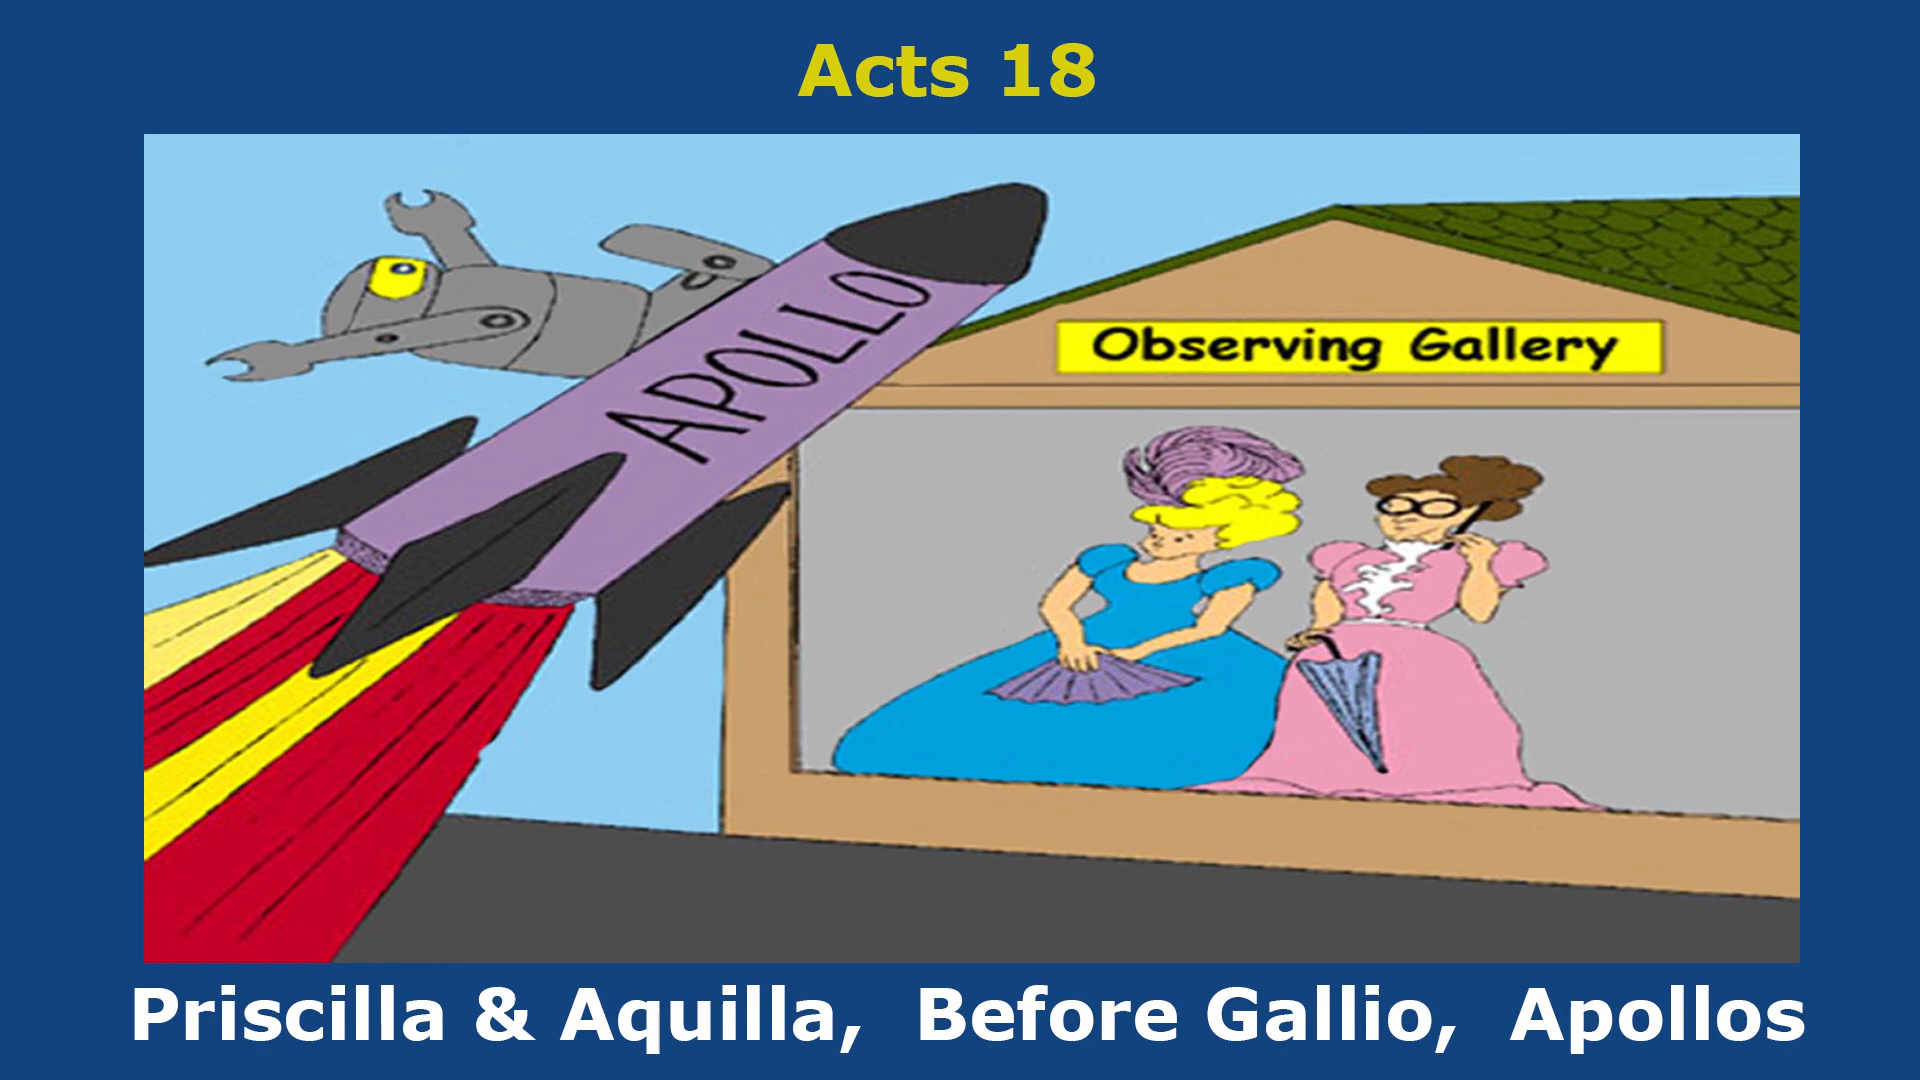 Acts 18
APOLLO
Observing Gallery
Priscilla & Aquilla, Before Gallio, Apollos